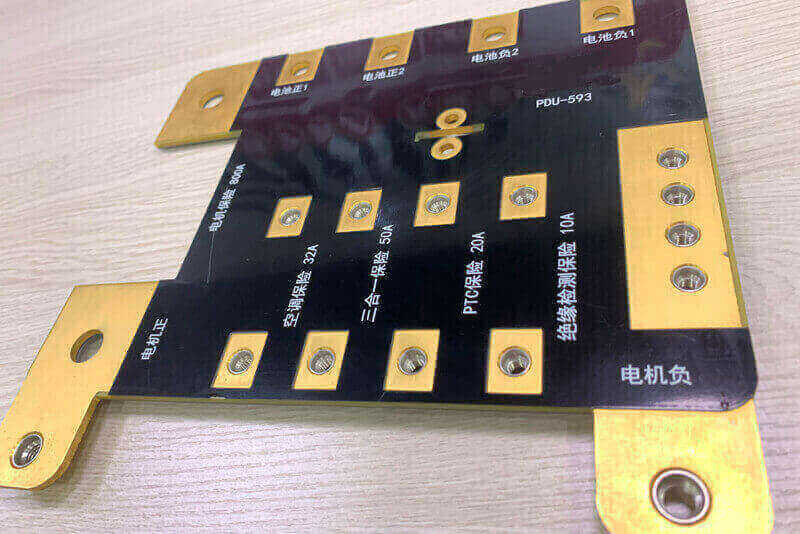 电池正1
电池正2
电池负2
电池负1
PDU-593
电机保险 800A
空调保险 32A
三合一保险 50A
PTC保险 20A
绝缘检测保险 10A
电机正
电机负